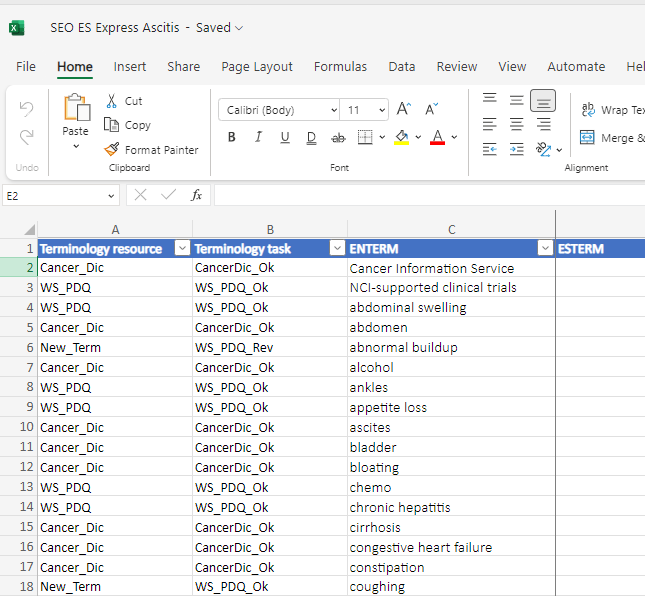 SEO ES Express Ascitis - Saved
File Home Insert Share Page Layout Formulas Data Review View Automate Hel
Paste Cut Copy Format Painter
Calibri (Body) 11
B I U D ab A
Wrap Tex
Merge &
Undo Clipboard Font Alignment
E2 fx
A B C
1 Terminology resource Terminology task ENTERM ESTERM
2 Cancer_Dic CancerDic_Ok Cancer Information Service
3 WS_PDQ WS_PDQ_Ok NCI-supported clinical trials
4 WS_PDQ WS_PDQ_Ok abdominal swelling
5 Cancer_Dic CancerDic_Ok abdomen
6 New_Term WS_PDQ_Rev abnormal buildup
7 Cancer_Dic CancerDic_Ok alcohol
8 WS_PDQ WS_PDQ_Ok ankles
9 WS_PDQ WS_PDQ_Ok appetite loss
10 Cancer_Dic CancerDic_Ok ascites
11 Cancer_Dic CancerDic_Ok bladder
12 Cancer_Dic CancerDic_Ok bloating
13 WS_PDQ WS_PDQ_Ok chemo
14 WS_PDQ WS_PDQ_Ok chronic hepatitis
15 Cancer_Dic CancerDic_Ok cirrhosis
16 Cancer_Dic CancerDic_Ok congestive heart failure
17 Cancer_Dic CancerDic_Ok constipation
18 New_Term WS_PDQ_Ok coughing